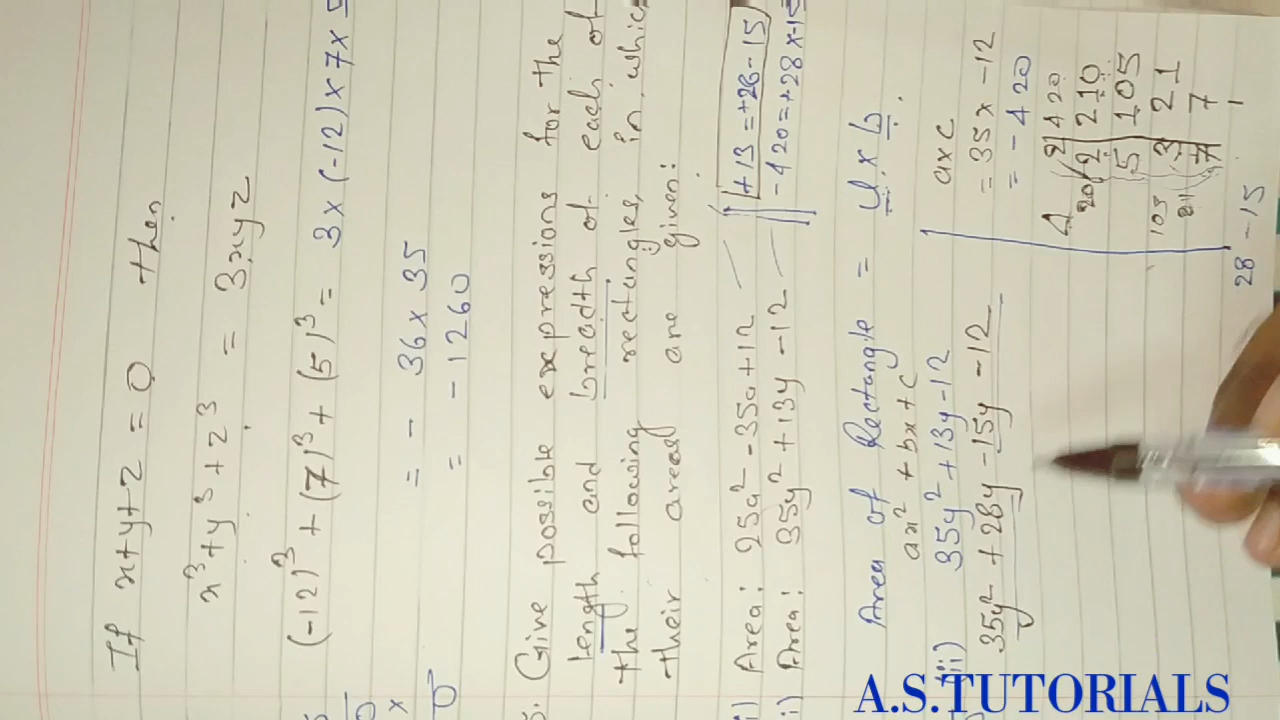 If x+y+z = 0 then
x³+y³+z³ = 3xyz
(-12)³ + (7)³ + (5)³ = 3 x (-12) x 7 x 5
= - 36 x 35
= - 1260
5. Give possible expressions for the
length and breadth of each of
the following rectangles, in which
their areas are given:
i) Area: 25a² - 35a + 12
i) Area: 35y² + 13y - 12
+13 = +28 - 15
-420 = +28 x -15
Area of Rectangle = l x b.
ax² + bx + c
ii) 35y² + 13y - 12
35y² + 28y - 15y - 12
axc
= 35 x -12
= - 420
2 420
2 210
5 105
3 21
7 7
1
20
105
21
28 - 15
A.S.TUTORIALS